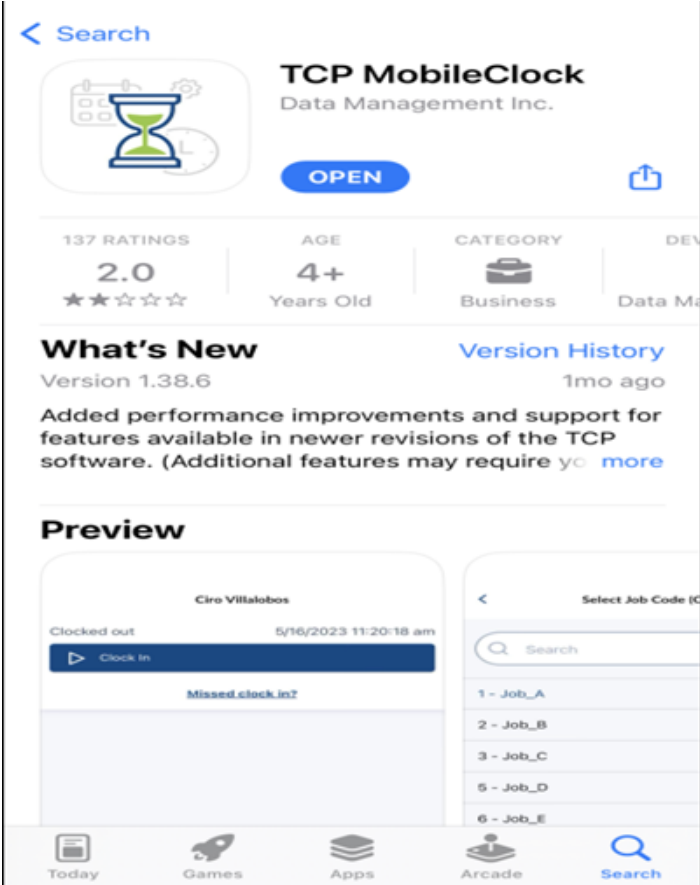 Search
TCP MobileClock
Data Management Inc.
OPEN
137 RATINGS
2.0
AGE
4+
Years Old
CATEGORY
Business
DEV
Data Ma
What's New
Version History
Version 1.38.6
1mo ago
Added performance improvements and support for
features available in newer revisions of the TCP
software. (Additional features may require yo more
Preview
Ciro Villalobos
Clocked out
5/16/2023 11:20:18 am
Clock In
Missed clock in?
Select Job Code (C
Search
1 - Job_A
2 - Job_B
3 - Job_C
5 - Job_D
6 - Job_E
Today
Games
Apps
Arcade
Search